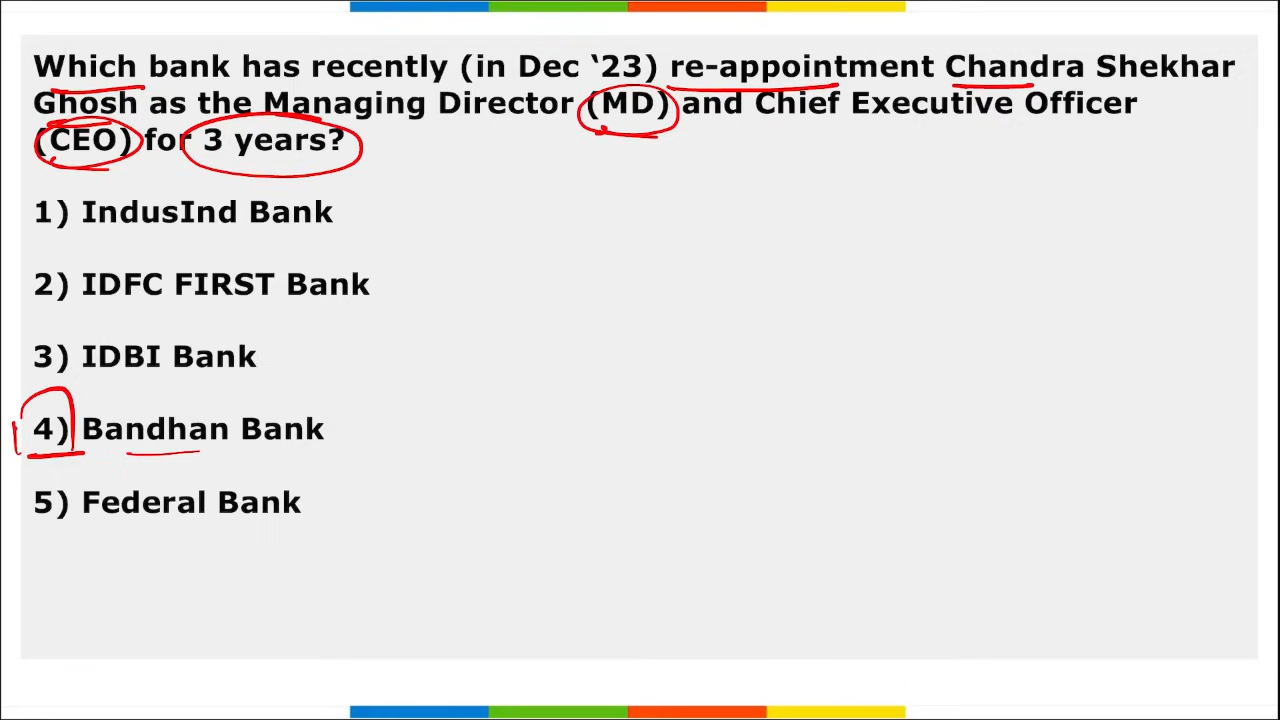 Which bank has recently (in Dec ‘23) re-appointment Chandra Shekhar
Ghosh as the Managing Director (MD) and Chief Executive Officer
(CEO) for 3 years?
1) IndusInd Bank
2) IDFC FIRST Bank
3) IDBI Bank
4) Bandhan Bank
5) Federal Bank